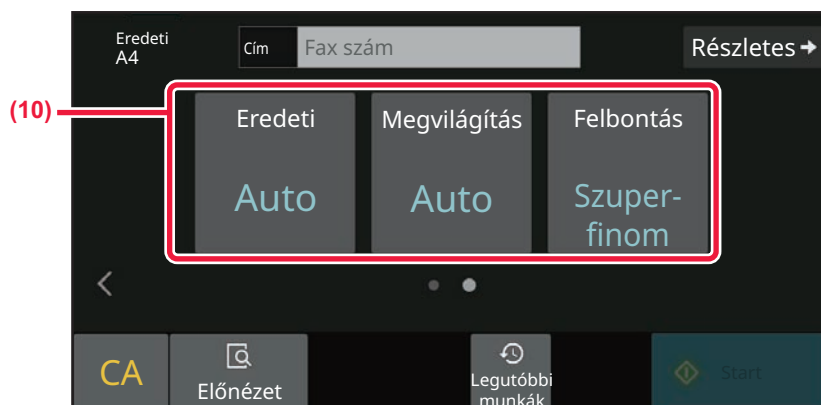 Eredeti
A4
Cím
Fax szám
Részletes
(10)
Eredeti
Megvilágítás
Felbontás
Auto
Auto
Szuper-
finom
CA
Előnézet
Legutóbbi
munkák
Start